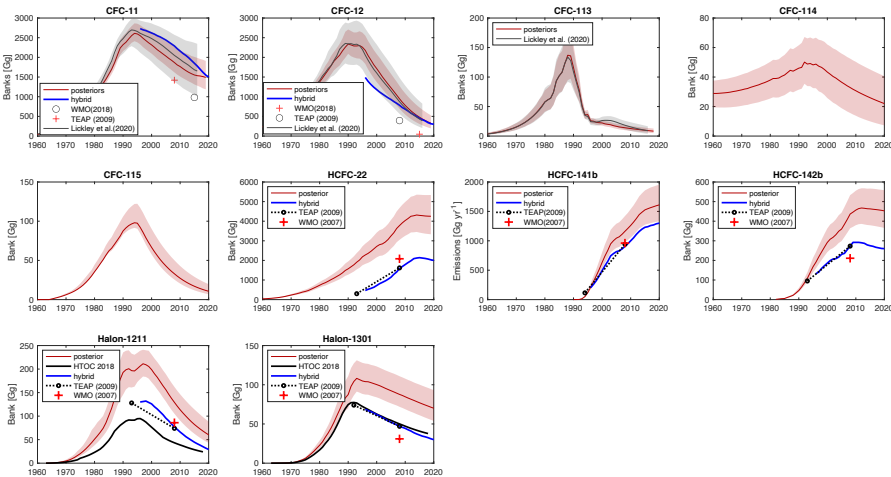 CFC-11
Banks [Gg]
3000
2500
2000
1500
1000
500
0
posteriors
hybrid
WMO(2018)
TEAP (2009)
Lickley et al.(2020)
1960 1970 1980 1990 2000 2010 2020
CFC-12
Banks [Gg]
3000
2500
2000
1500
1000
500
0
posteriors
hybrid
WMO(2018)
TEAP (2009)
Lickley et al. (2020)
1960 1970 1980 1990 2000 2010 2020
CFC-113
Banks [Gg]
200
150
100
50
0
posteriors
Lickley et al. (2020)
1960 1970 1980 1990 2000 2010 2020
CFC-114
Banks [Gg]
80
60
40
20
0
1960 1970 1980 1990 2000 2010 2020
CFC-115
Bank [Gg]
150
100
50
0
1960 1970 1980 1990 2000 2010 2020
HCFC-22
Bank [Gg]
6000
5000
4000
3000
2000
1000
0
posterior
hybrid
TEAP (2009)
WMO (2007)
1960 1970 1980 1990 2000 2010 2020
HCFC-141b
Emissions [Gg yr⁻¹)
2000
1500
1000
500
0
posterior
hybrid
TEAP (2009)
WMO(2007)
1960 1970 1980 1990 2000 2010 2020
HCFC-142b
Bank [Gg]
600
500
400
300
200
100
0
posterior
hybrid
TEAP (2009)
WMO (2007)
1960 1970 1980 1990 2000 2010 2020
Halon-1211
Bank [Gg]
250
200
150
100
50
0
posterior
HTOC 2018
hybrid
TEAP (2009)
WMO (2007)
1960 1970 1980 1990 2000 2010 2020
Halon-1301
Bank [Gg]
150
100
50
0
posterior
HTOC 2018
hybrid
TEAP (2009)
WMO (2007)
1960 1970 1980 1990 2000 2010 2020